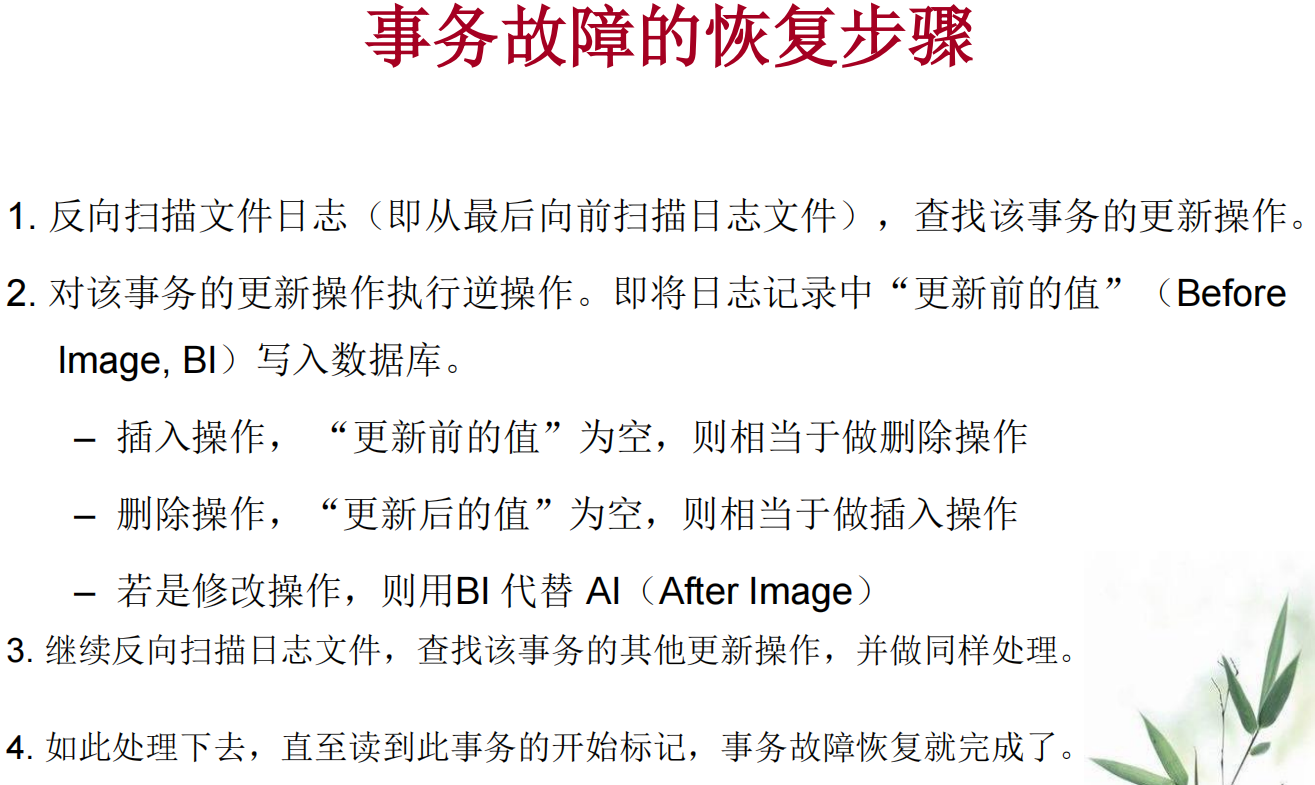 事务故障的恢复步骤
1. 反向扫描文件日志（即从最后向前扫描日志文件），查找该事务的更新操作。
2. 对该事务的更新操作执行逆操作。即将日志记录中“更新前的值”（Before
Image, BI）写入数据库。
– 插入操作，“更新前的值”为空，则相当于做删除操作
– 删除操作，“更新后的值”为空，则相当于做插入操作
– 若是修改操作，则用BI 代替 AI（After Image）
3. 继续反向扫描日志文件，查找该事务的其他更新操作，并做同样处理。
4. 如此处理下去，直至读到此事务的开始标记，事务故障恢复就完成了。